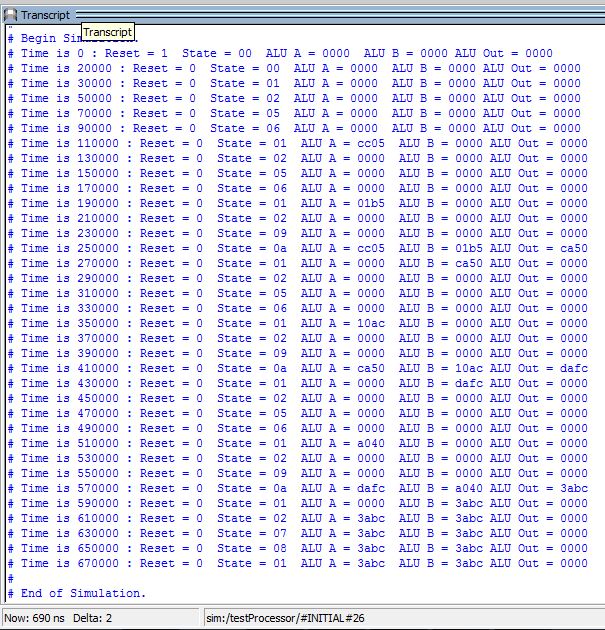 Transcript
Transcript
# Begin Simulation.
# Time is 0 : Reset = 1 State = 00 ALU A = 0000 ALU B = 0000 ALU Out = 0000
# Time is 20000 : Reset = 0 State = 00 ALU A = 0000 ALU B = 0000 ALU Out = 0000
# Time is 30000 : Reset = 0 State = 01 ALU A = 0000 ALU B = 0000 ALU Out = 0000
# Time is 50000 : Reset = 0 State = 02 ALU A = 0000 ALU B = 0000 ALU Out = 0000
# Time is 70000 : Reset = 0 State = 05 ALU A = 0000 ALU B = 0000 ALU Out = 0000
# Time is 90000 : Reset = 0 State = 06 ALU A = 0000 ALU B = 0000 ALU Out = 0000
# Time is 110000 : Reset = 0 State = 01 ALU A = cc05 ALU B = 0000 ALU Out = 0000
# Time is 130000 : Reset = 0 State = 02 ALU A = 0000 ALU B = 0000 ALU Out = 0000
# Time is 150000 : Reset = 0 State = 05 ALU A = 0000 ALU B = 0000 ALU Out = 0000
# Time is 170000 : Reset = 0 State = 06 ALU A = 0000 ALU B = 0000 ALU Out = 0000
# Time is 190000 : Reset = 0 State = 01 ALU A = 01b5 ALU B = 0000 ALU Out = 0000
# Time is 210000 : Reset = 0 State = 02 ALU A = 0000 ALU B = 0000 ALU Out = 0000
# Time is 230000 : Reset = 0 State = 09 ALU A = 0000 ALU B = 0000 ALU Out = 0000
# Time is 250000 : Reset = 0 State = 0a ALU A = cc05 ALU B = 01b5 ALU Out = ca50
# Time is 270000 : Reset = 0 State = 01 ALU A = 0000 ALU B = ca50 ALU Out = 0000
# Time is 290000 : Reset = 0 State = 02 ALU A = 0000 ALU B = 0000 ALU Out = 0000
# Time is 310000 : Reset = 0 State = 05 ALU A = 0000 ALU B = 0000 ALU Out = 0000
# Time is 330000 : Reset = 0 State = 06 ALU A = 0000 ALU B = 0000 ALU Out = 0000
# Time is 350000 : Reset = 0 State = 01 ALU A = 10ac ALU B = 0000 ALU Out = 0000
# Time is 370000 : Reset = 0 State = 02 ALU A = 0000 ALU B = 0000 ALU Out = 0000
# Time is 390000 : Reset = 0 State = 09 ALU A = 0000 ALU B = 0000 ALU Out = 0000
# Time is 410000 : Reset = 0 State = 0a ALU A = ca50 ALU B = 10ac ALU Out = dafc
# Time is 430000 : Reset = 0 State = 01 ALU A = 0000 ALU B = dafc ALU Out = 0000
# Time is 450000 : Reset = 0 State = 02 ALU A = 0000 ALU B = 0000 ALU Out = 0000
# Time is 470000 : Reset = 0 State = 05 ALU A = 0000 ALU B = 0000 ALU Out = 0000
# Time is 490000 : Reset = 0 State = 06 ALU A = 0000 ALU B = 0000 ALU Out = 0000
# Time is 510000 : Reset = 0 State = 01 ALU A = a040 ALU B = 0000 ALU Out = 0000
# Time is 530000 : Reset = 0 State = 02 ALU A = 0000 ALU B = 0000 ALU Out = 0000
# Time is 550000 : Reset = 0 State = 09 ALU A = 0000 ALU B = 0000 ALU Out = 0000
# Time is 570000 : Reset = 0 State = 0a ALU A = dafc ALU B = a040 ALU Out = 3abc
# Time is 590000 : Reset = 0 State = 01 ALU A = 0000 ALU B = 3abc ALU Out = 0000
# Time is 610000 : Reset = 0 State = 02 ALU A = 3abc ALU B = 3abc ALU Out = 0000
# Time is 630000 : Reset = 0 State = 07 ALU A = 3abc ALU B = 3abc ALU Out = 0000
# Time is 650000 : Reset = 0 State = 08 ALU A = 3abc ALU B = 3abc ALU Out = 0000
# Time is 670000 : Reset = 0 State = 01 ALU A = 3abc ALU B = 3abc ALU Out = 0000
#
# End of Simulation.
Now: 690 ns Delta: 2 sim:/testProcessor/#INITIAL#26